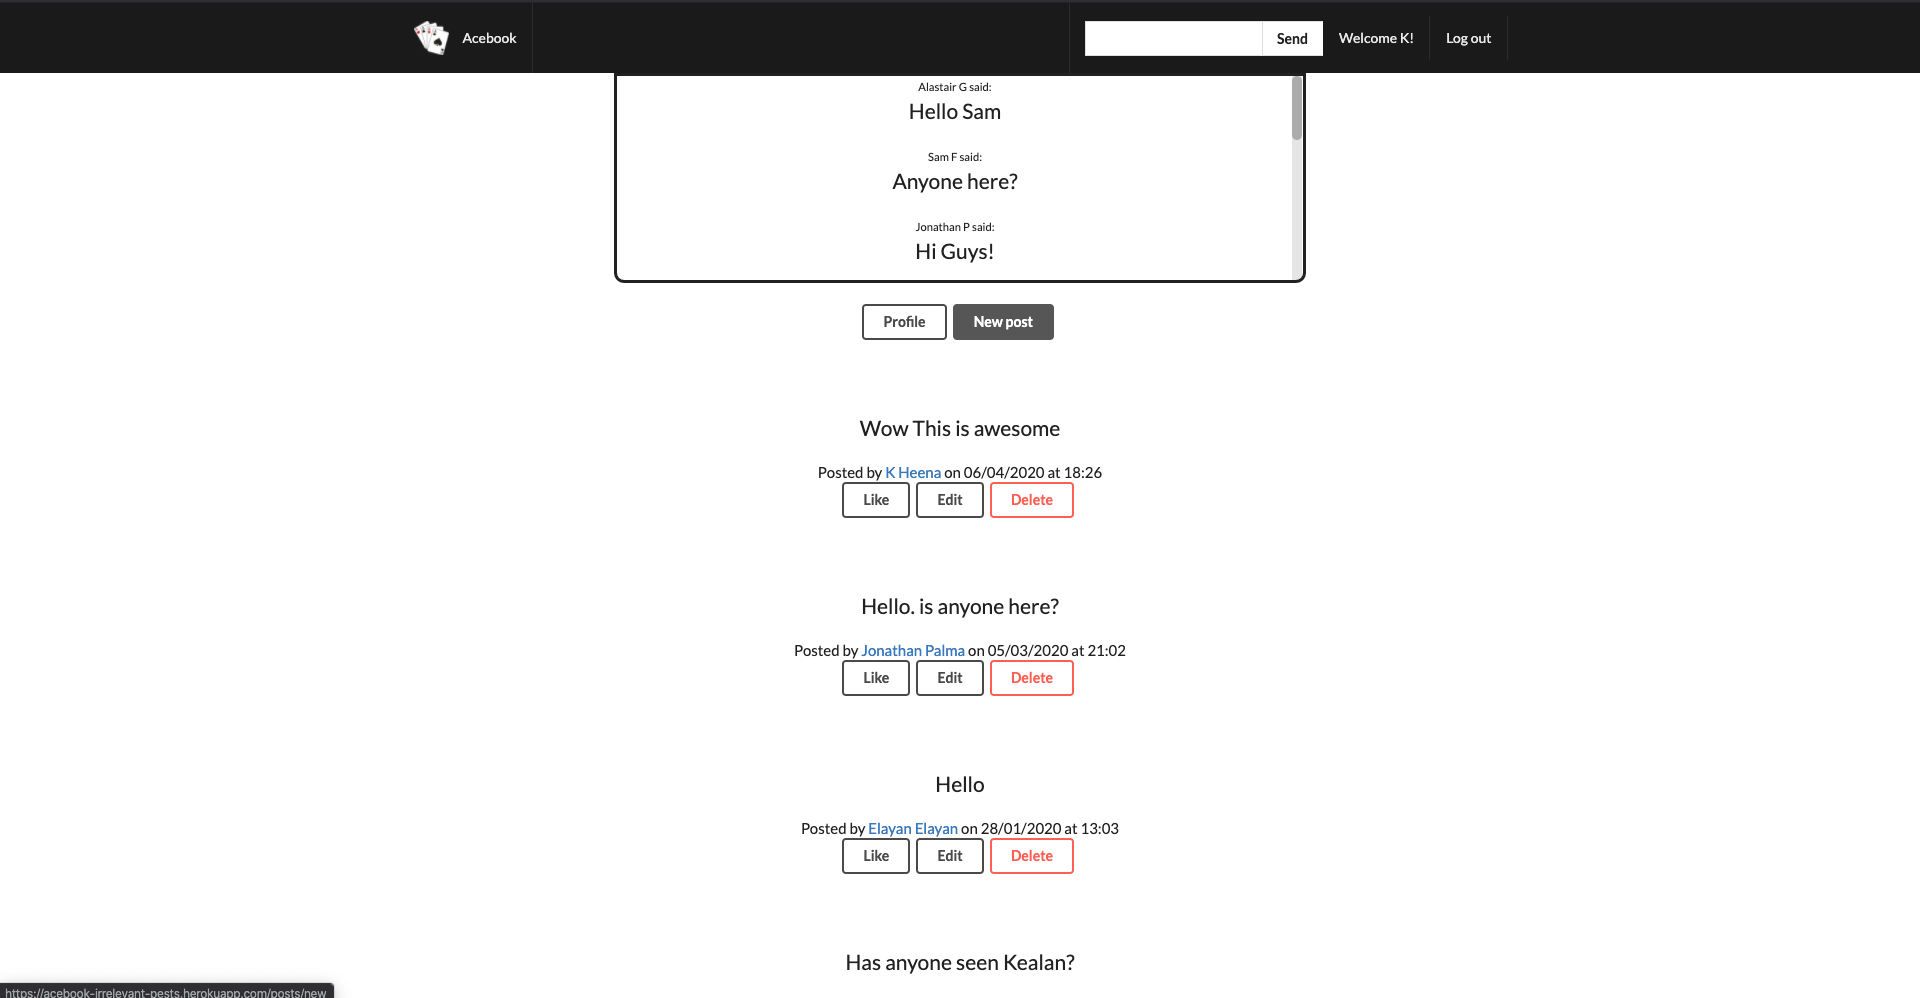 Acebook
Send
Welcome K!
Log out
Alastair G said:
Hello Sam
Sam F said:
Anyone here?
Jonathan P said:
Hi Guys!
Profile
New post
Wow This is awesome
Posted by K Heena on 06/04/2020 at 18:26
Like
Edit
Delete
Hello. is anyone here?
Posted by Jonathan Palma on 05/03/2020 at 21:02
Like
Edit
Delete
Hello
Posted by Elayan Elayan on 28/01/2020 at 13:03
Like
Edit
Delete
Has anyone seen Kealan?
https://acebook-irrelevant-pests.herokuapp.com/posts/new